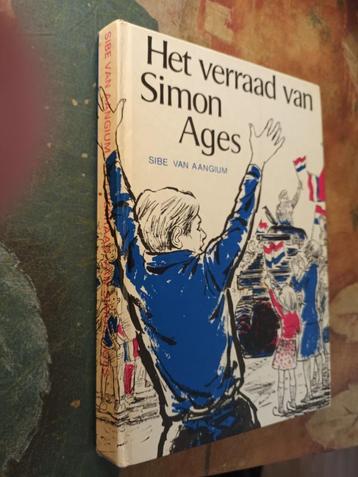 Het verraad van
Simon
Ages
SIBE VAN AANGIUM
SIBE VAN AANGIUM